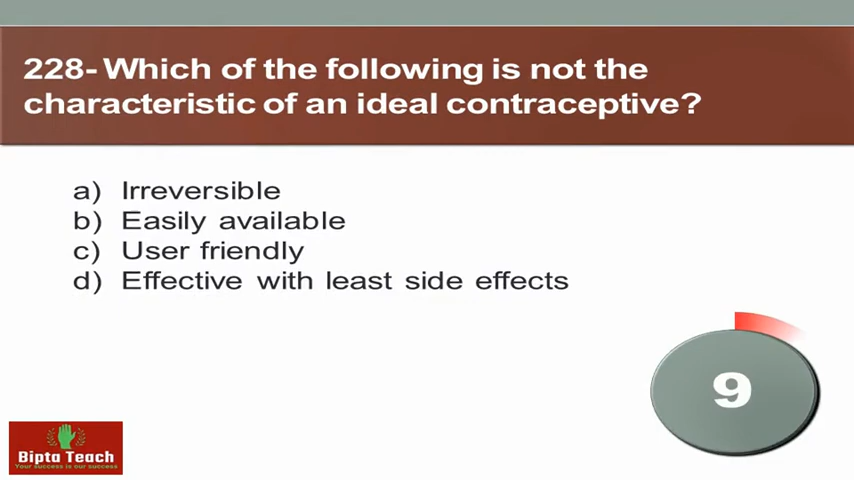 228- Which of the following is not the
characteristic of an ideal contraceptive?
a) Irreversible
b) Easily available
c) User friendly
d) Effective with least side effects
9
Bipta Teach
Your success is our success